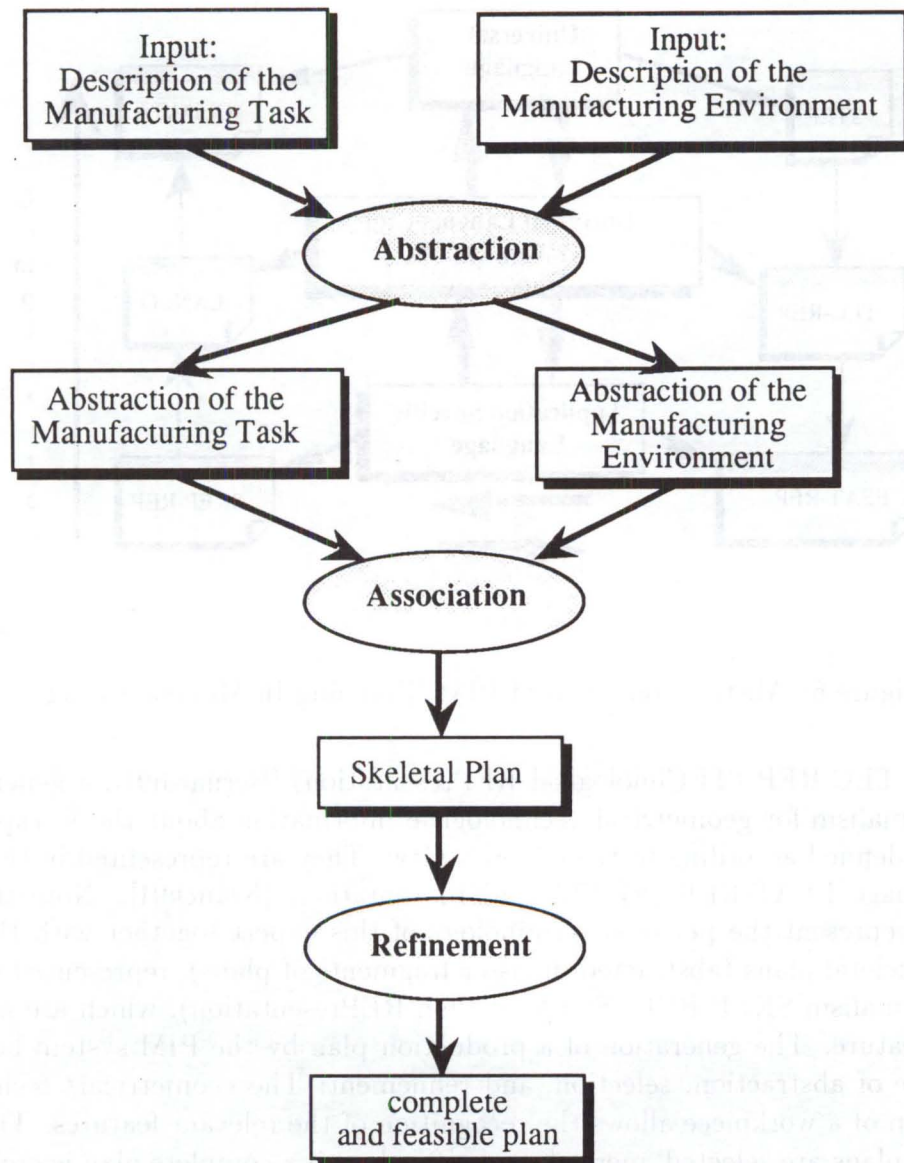 Input:
Description of the
Manufacturing Task
Input:
Description of the
Manufacturing Environment
Abstraction
Abstraction of the
Manufacturing Task
Abstraction of the
Manufacturing
Environment
Association
Skeletal Plan
Refinement
complete
and feasible plan